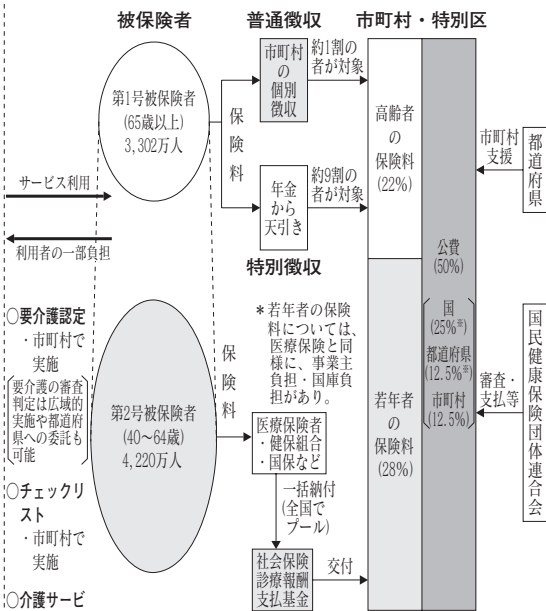 被保険者
普通徴収
市町村・特別区
第1号被保険者
(65歳以上)
3,302万人
保険料
市町村
の
個別
徴収
約1割の
者が対象
年金
から
天引き
約9割の
者が対象
特別徴収
高齢者
の
保険料
(22%)
公費
(50%)
国
(25%※)
都道府県
(12.5%※)
市町村
(12.5%)
市町村
支援
都道府県
サービス利用
利用者の一部負担
○要介護認定
・市町村で
実施
要介護の審査
判定は広域的
実施や都道府
県への委託も
可能
○チェックリ
スト
・市町村で
実施
○介護サービ
第2号被保険者
(40〜64歳)
4,220万人
保険料
*若年者の保険
料については、
医療保険と同
様に、事業主
負担・国庫負
担があり。
医療保険者
・健保組合
・国保など
一括納付
(全国で
プール)
社会保険
診療報酬
支払基金
交付
若年者
の
保険料
(28%)
審査・
支払等
国民健康保険団体連合会